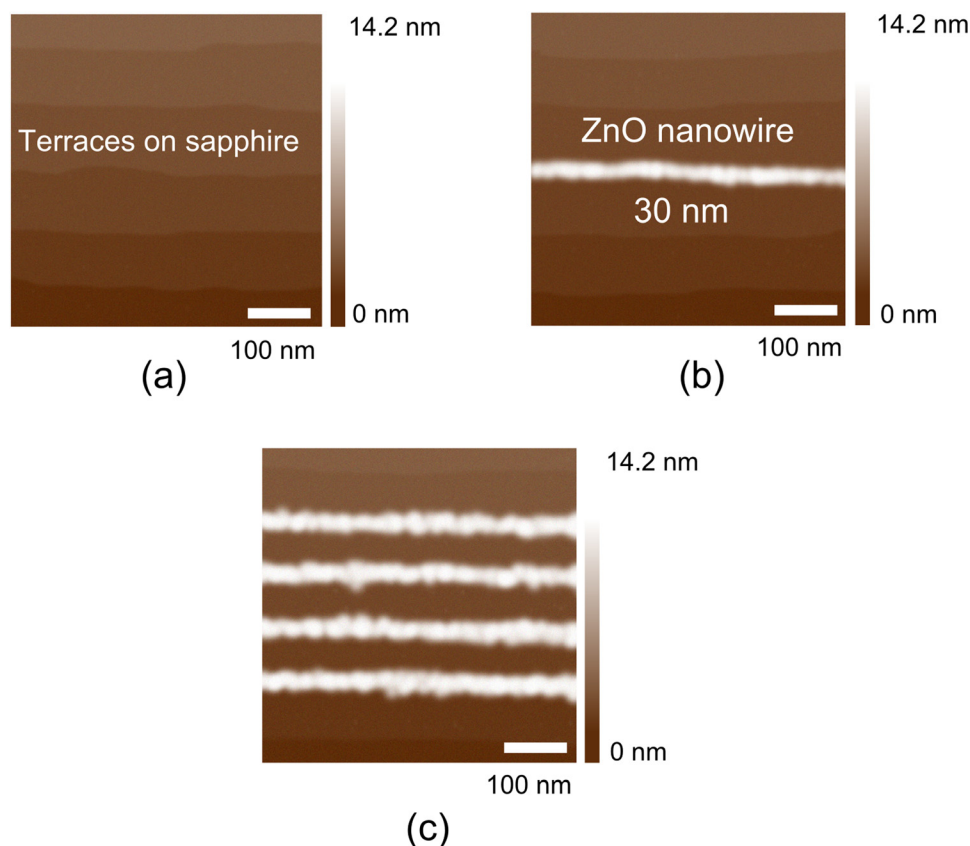 14.2 nm
Terraces on sapphire
0 nm
100 nm
(a)
14.2 nm
ZnO nanowire
30 nm
0 nm
100 nm
(b)
14.2 nm
0 nm
100 nm
(c)